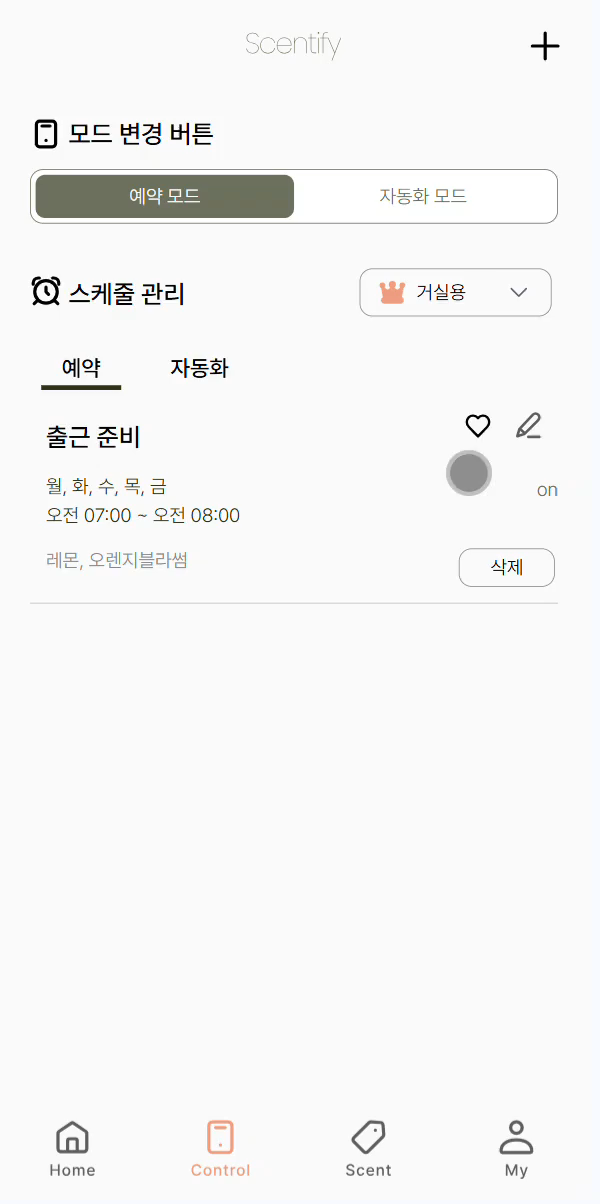 Scentify
모드 변경 버튼
예약 모드
자동화 모드
스케줄 관리
거실용
예약
자동화
출근 준비
월, 화, 수, 목, 금
on
오전 07:00 ~ 오전 08:00
레몬, 오렌지블라썸
삭제
Home
Control
Scent
My